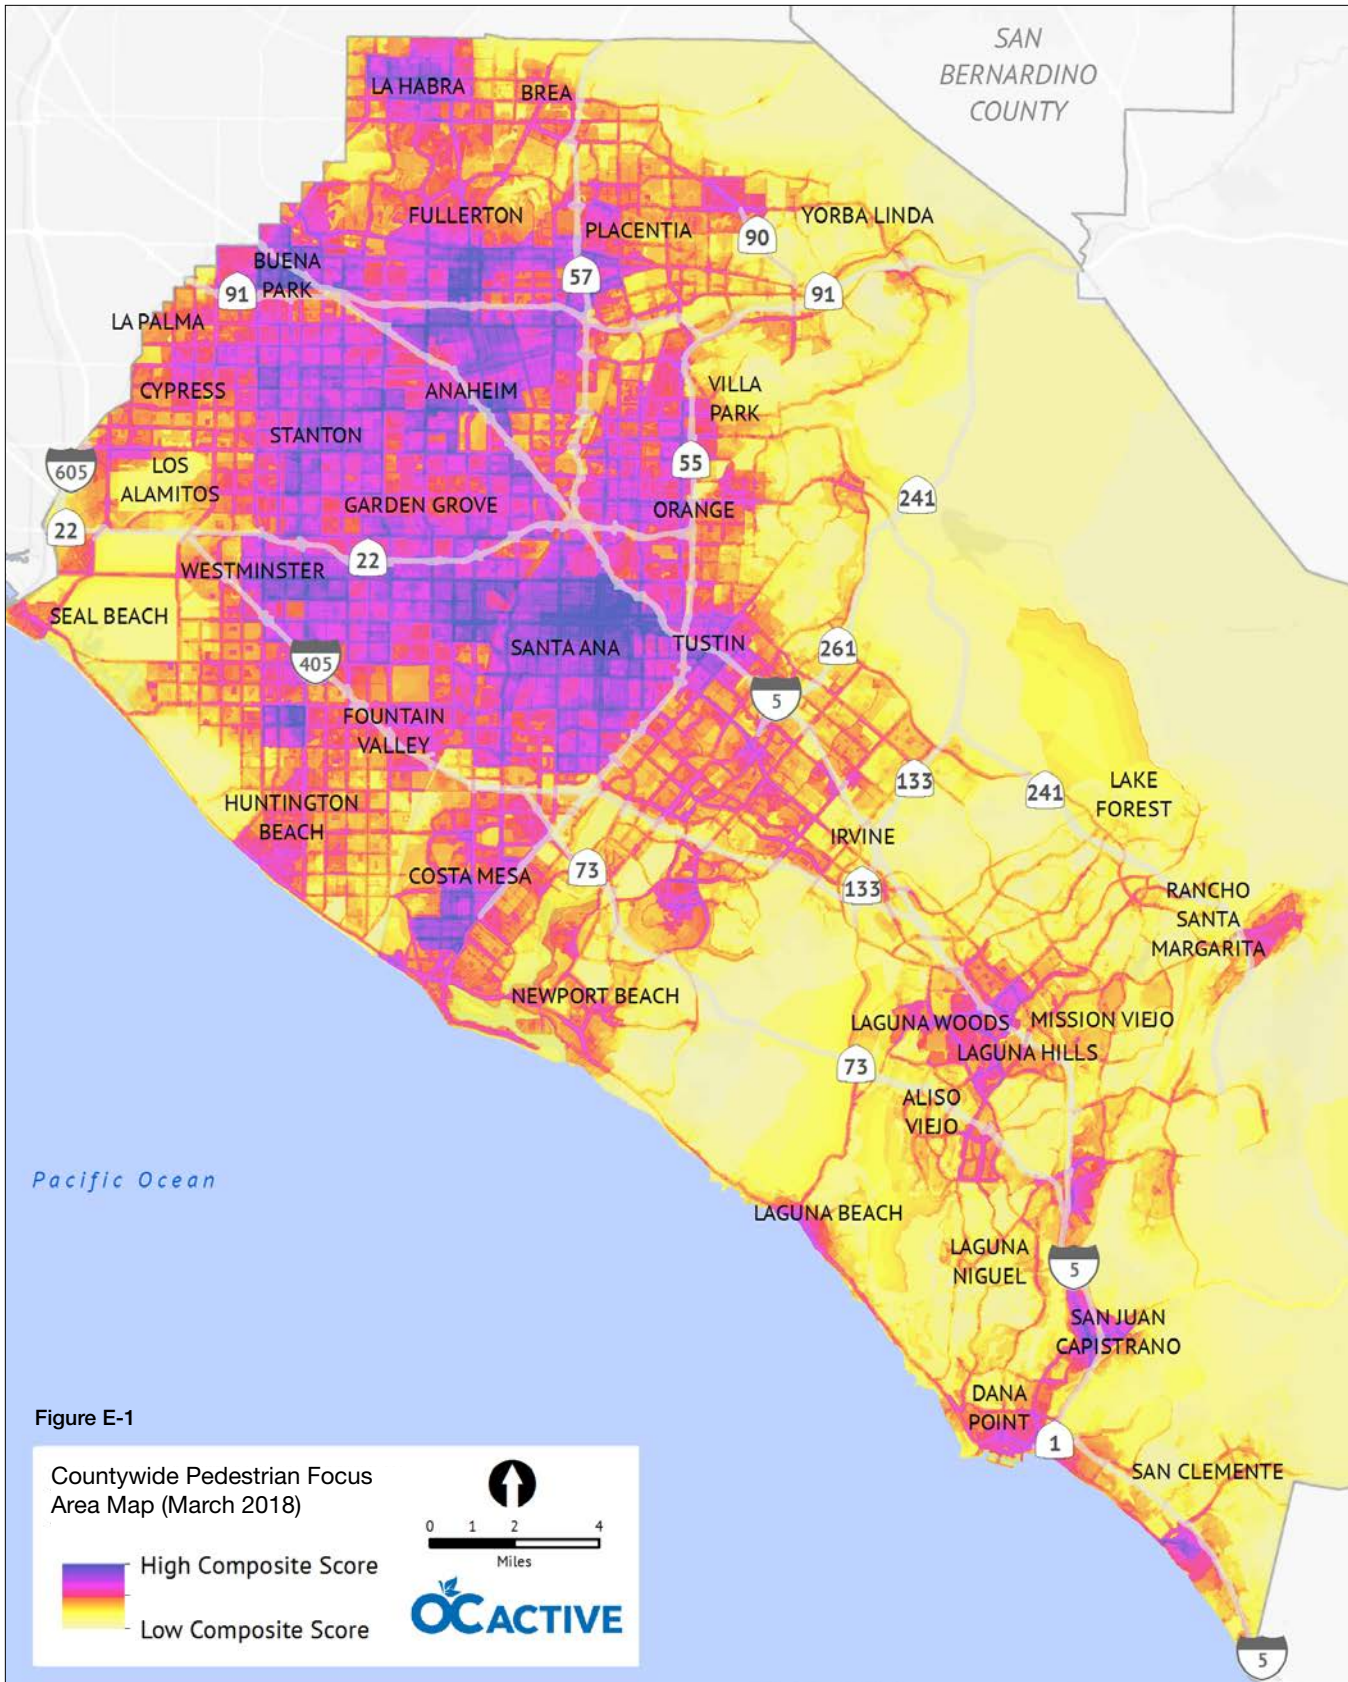 SAN
BERNARDINO
COUNTY
LA HABRA
BREA
FULLERTON
PLACENTIA
YORBA LINDA
90
BUENA
PARK
57
91
91
LA PALMA
CYPRESS
ANAHEIM
VILLA
PARK
STANTON
605
LOS
ALAMITOS
55
GARDEN GROVE
ORANGE
241
22
22
WESTMINSTER
SEAL BEACH
SANTA ANA
TUSTIN
261
405
5
FOUNTAIN
VALLEY
133
241
LAKE
FOREST
HUNTINGTON
BEACH
IRVINE
COSTA MESA
73
133
RANCHO
SANTA
MARGARITA
NEWPORT BEACH
LAGUNA WOODS
MISSION VIEJO
LAGUNA HILLS
73
ALISO
VIEJO
Pacific Ocean
LAGUNA BEACH
LAGUNA
NIGUEL
5
SAN JUAN
CAPISTRANO
DANA
POINT
1
SAN CLEMENTE
5
Figure E-1
Countywide Pedestrian Focus
Area Map (March 2018)
0 1 2 4
Miles
High Composite Score
Low Composite Score
OC ACTIVE